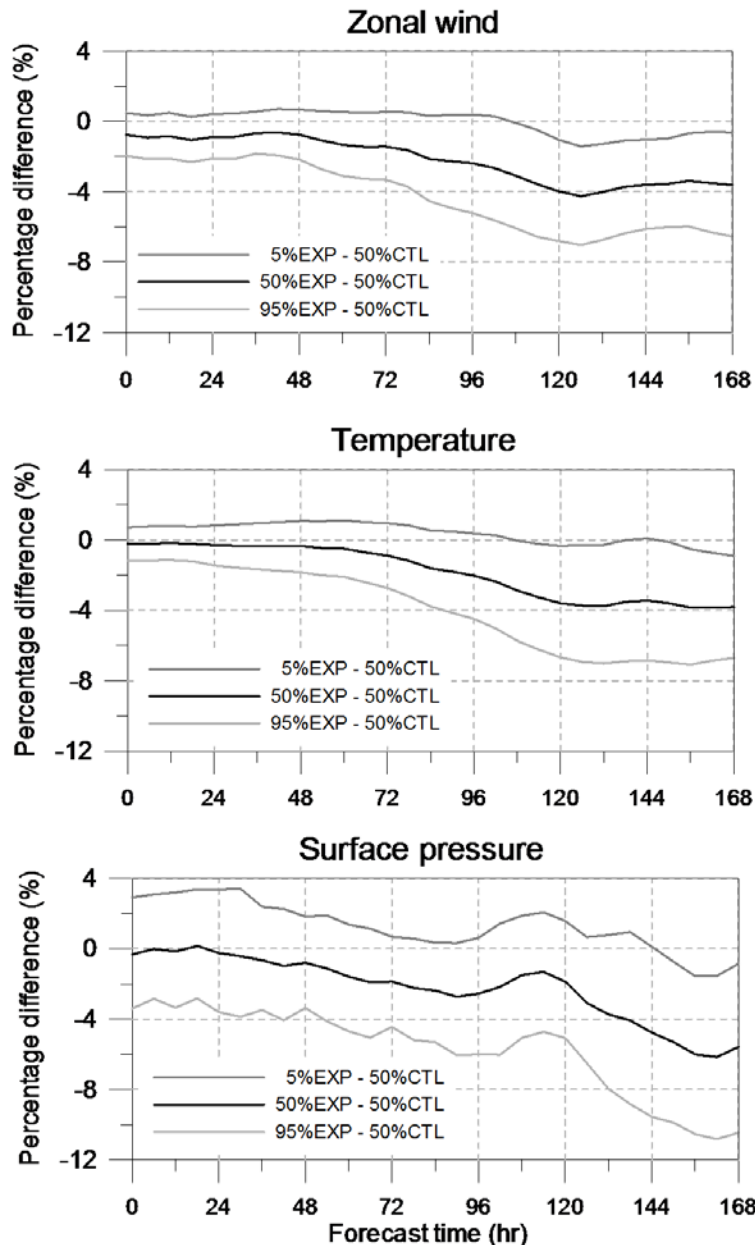 Zonal wind
Percentage difference (%)
4
0
-4
-8
-12
5%EXP - 50%CTL
50%EXP - 50%CTL
95%EXP - 50%CTL
0 24 48 72 96 120 144 168
Temperature
Percentage difference (%)
4
0
-4
-8
-12
5%EXP - 50%CTL
50%EXP - 50%CTL
95%EXP - 50%CTL
0 24 48 72 96 120 144 168
Surface pressure
Percentage difference (%)
4
0
-4
-8
-12
5%EXP - 50%CTL
50%EXP - 50%CTL
95%EXP - 50%CTL
0 24 48 72 96 120 144 168
Forecast time (hr)